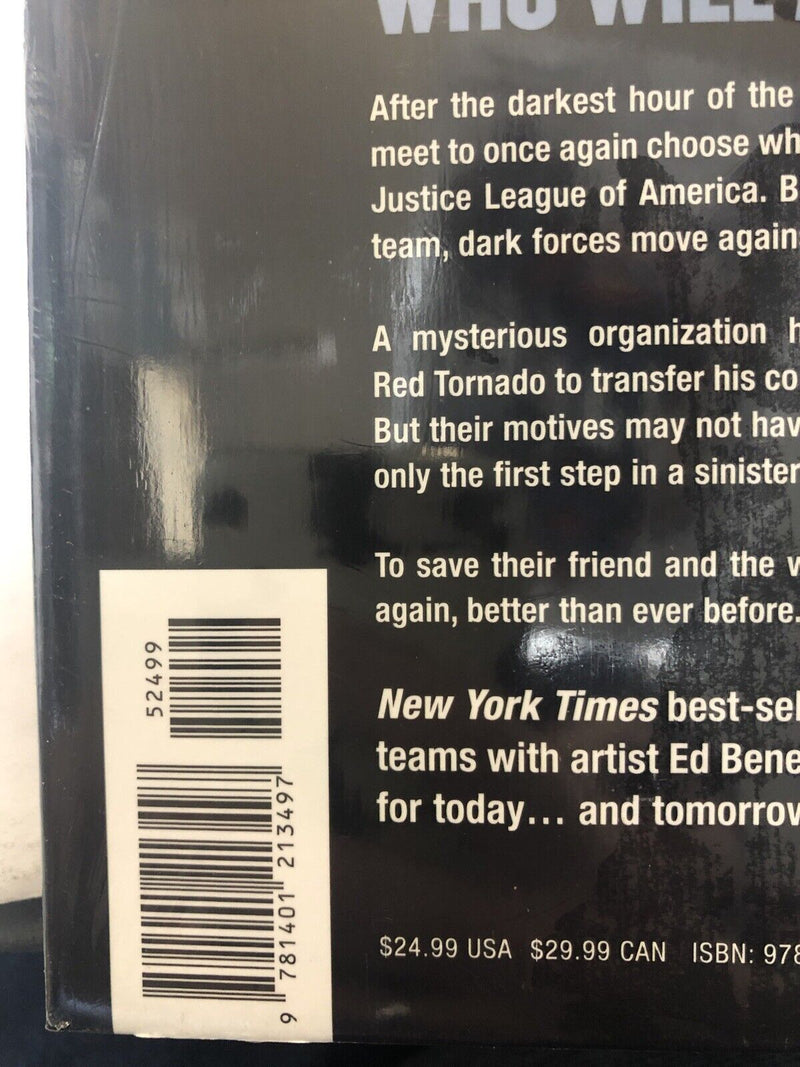 WHO WILL
After the darkest hour of the
meet to once again choose wh
Justice League of America. B
team, dark forces move again
A mysterious organization h
Red Tornado to transfer his co
But their motives may not hav
only the first step in a sinister
To save their friend and the w
again, better than ever before.
New York Times best-sel
teams with artist Ed Bene
for today... and tomorrow
$24.99 USA $29.99 CAN ISBN: 978
52499
9 781401 213497